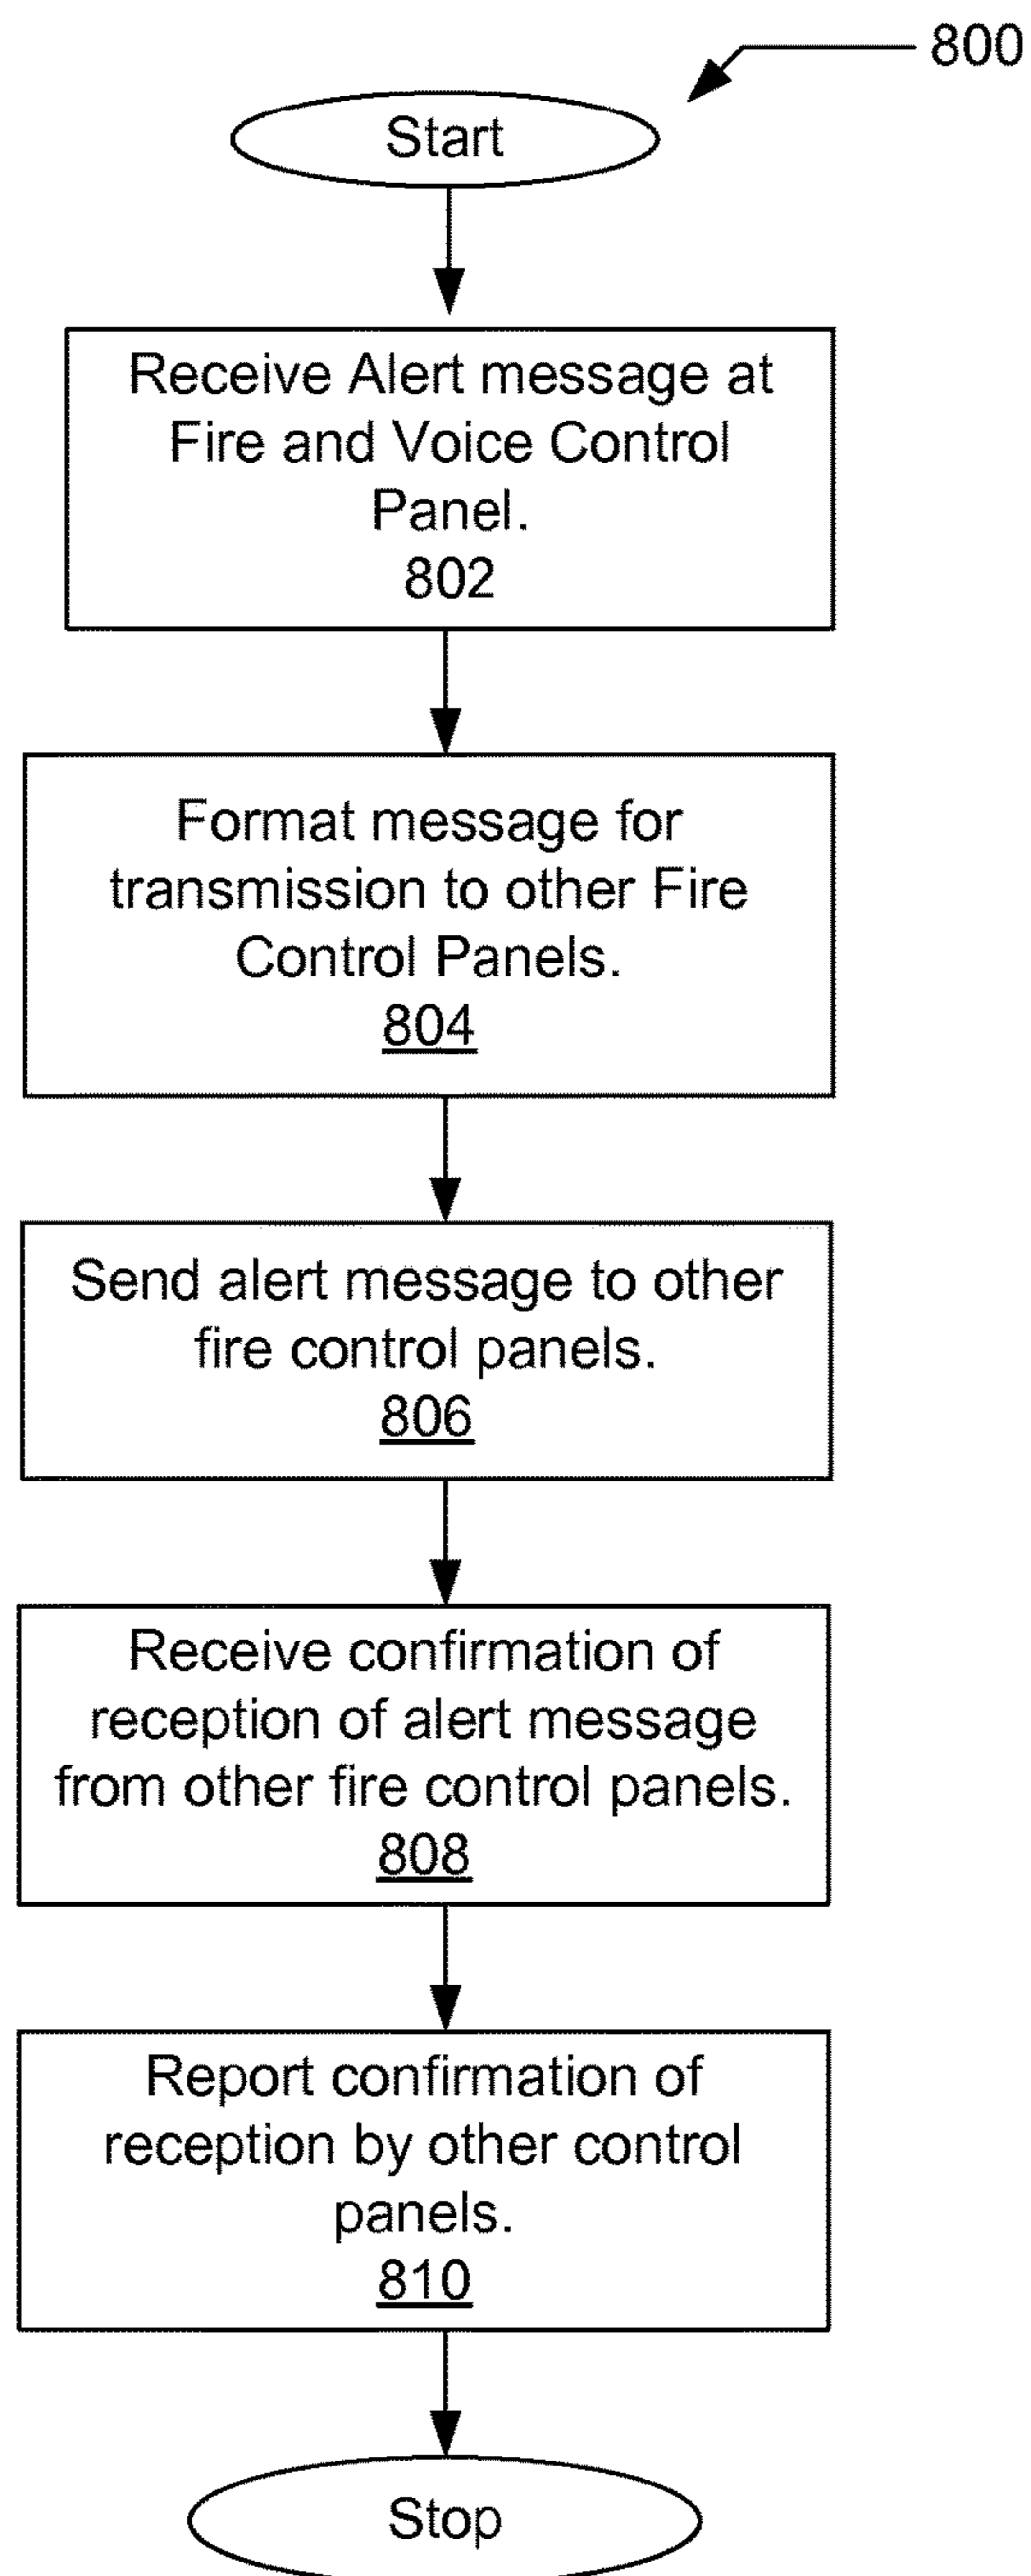 800
Start
Receive Alert message at
Fire and Voice Control
Panel.
802
Format message for
transmission to other Fire
Control Panels.
804
Send alert message to other
fire control panels.
806
Receive confirmation of
reception of alert message
from other fire control panels.
808
Report confirmation of
reception by other control
panels.
810
Stop